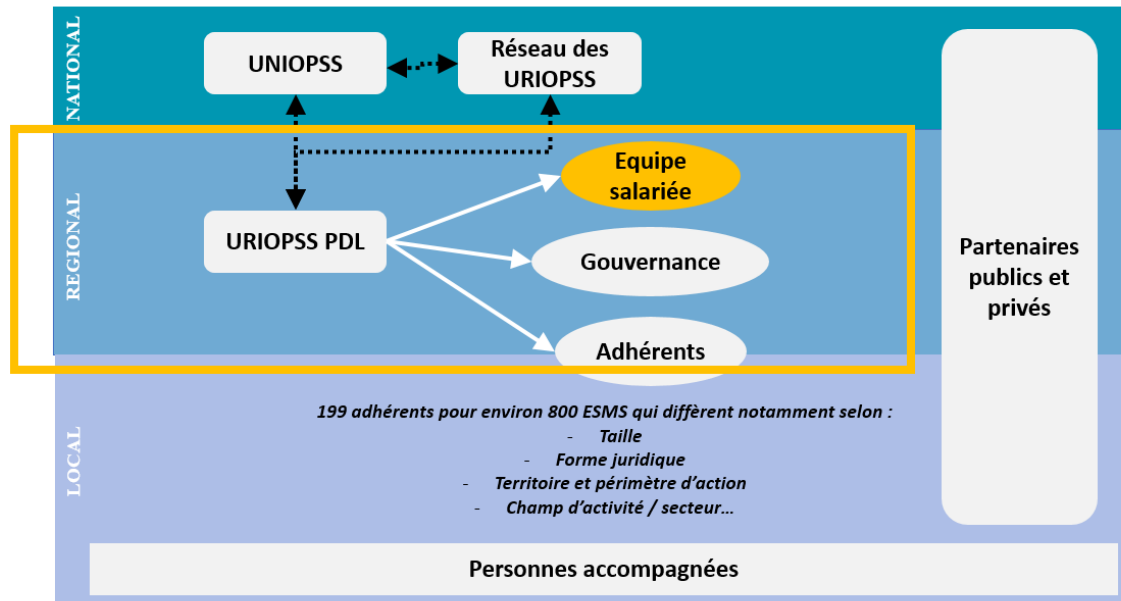 NATIONAL
UNIOPSS
Réseau des
URIOPSS
REGIONAL
Equipe
salariée
URIOPSS PDL
Gouvernance
Adhérents
Partenaires
publics et
privés
LOCAL
199 adhérents pour environ 800 ESMS qui diffèrent notamment selon :
- Taille
- Forme juridique
- Territoire et périmètre d’action
- Champ d’activité / secteur…
Personnes accompagnées